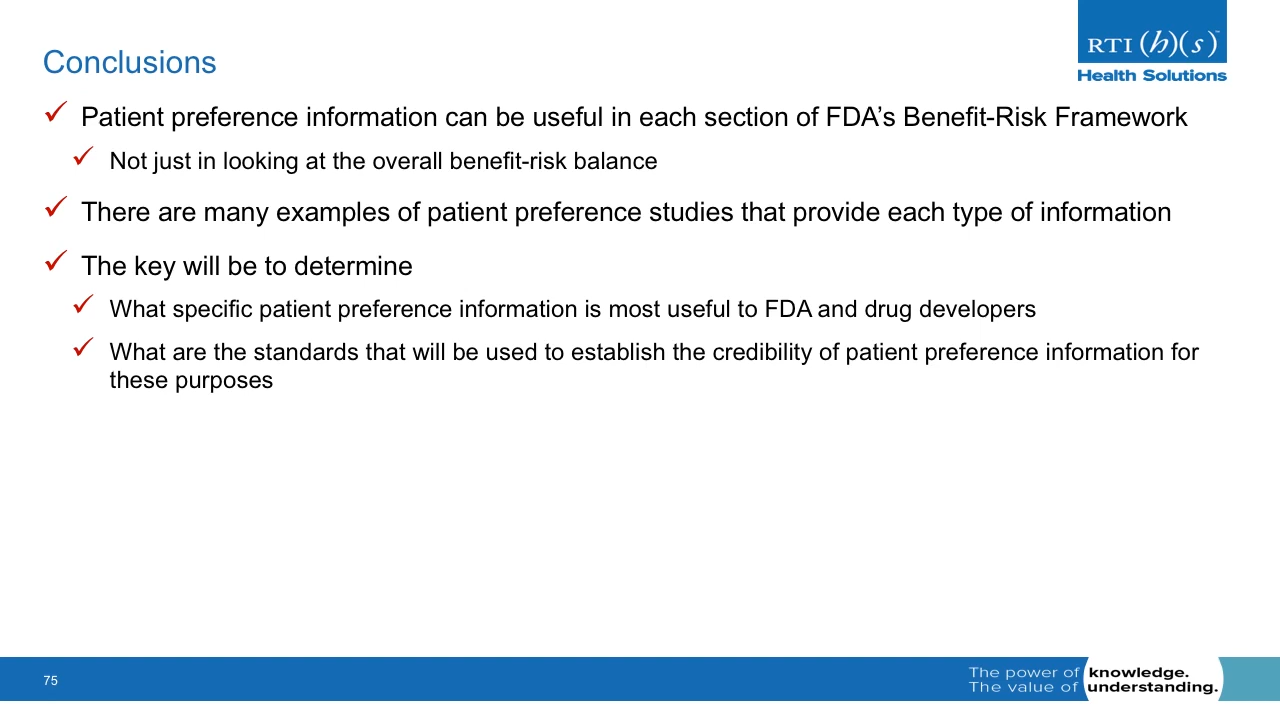 Conclusions
RTI (h)(s)™
Health Solutions
✓ Patient preference information can be useful in each section of FDA’s Benefit-Risk Framework
✓ Not just in looking at the overall benefit-risk balance
✓ There are many examples of patient preference studies that provide each type of information
✓ The key will be to determine
✓ What specific patient preference information is most useful to FDA and drug developers
✓ What are the standards that will be used to establish the credibility of patient preference information for
these purposes
75
The power of knowledge.
The value of understanding.